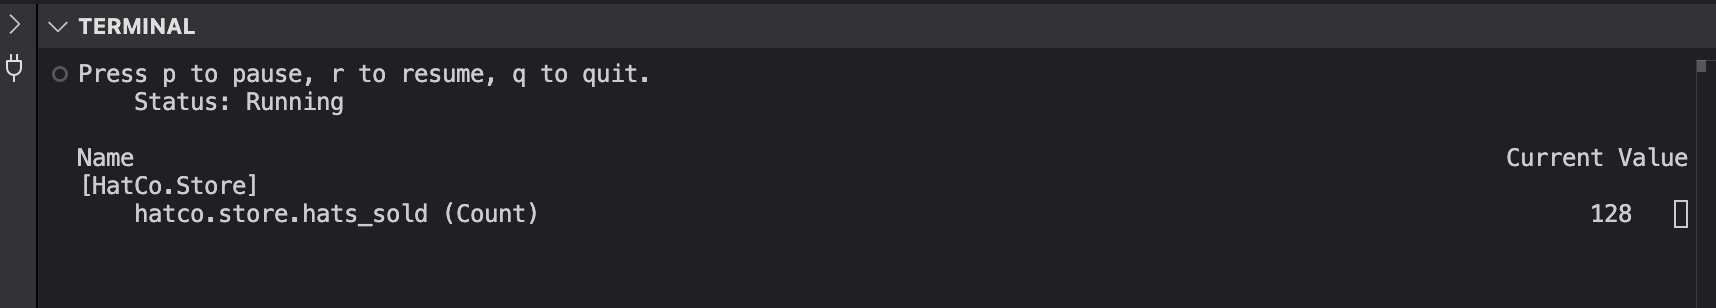 TERMINAL
Press p to pause, r to resume, q to quit.
Status: Running
Name Current Value
[HatCo.Store]
hatco.store.hats_sold (Count) 128